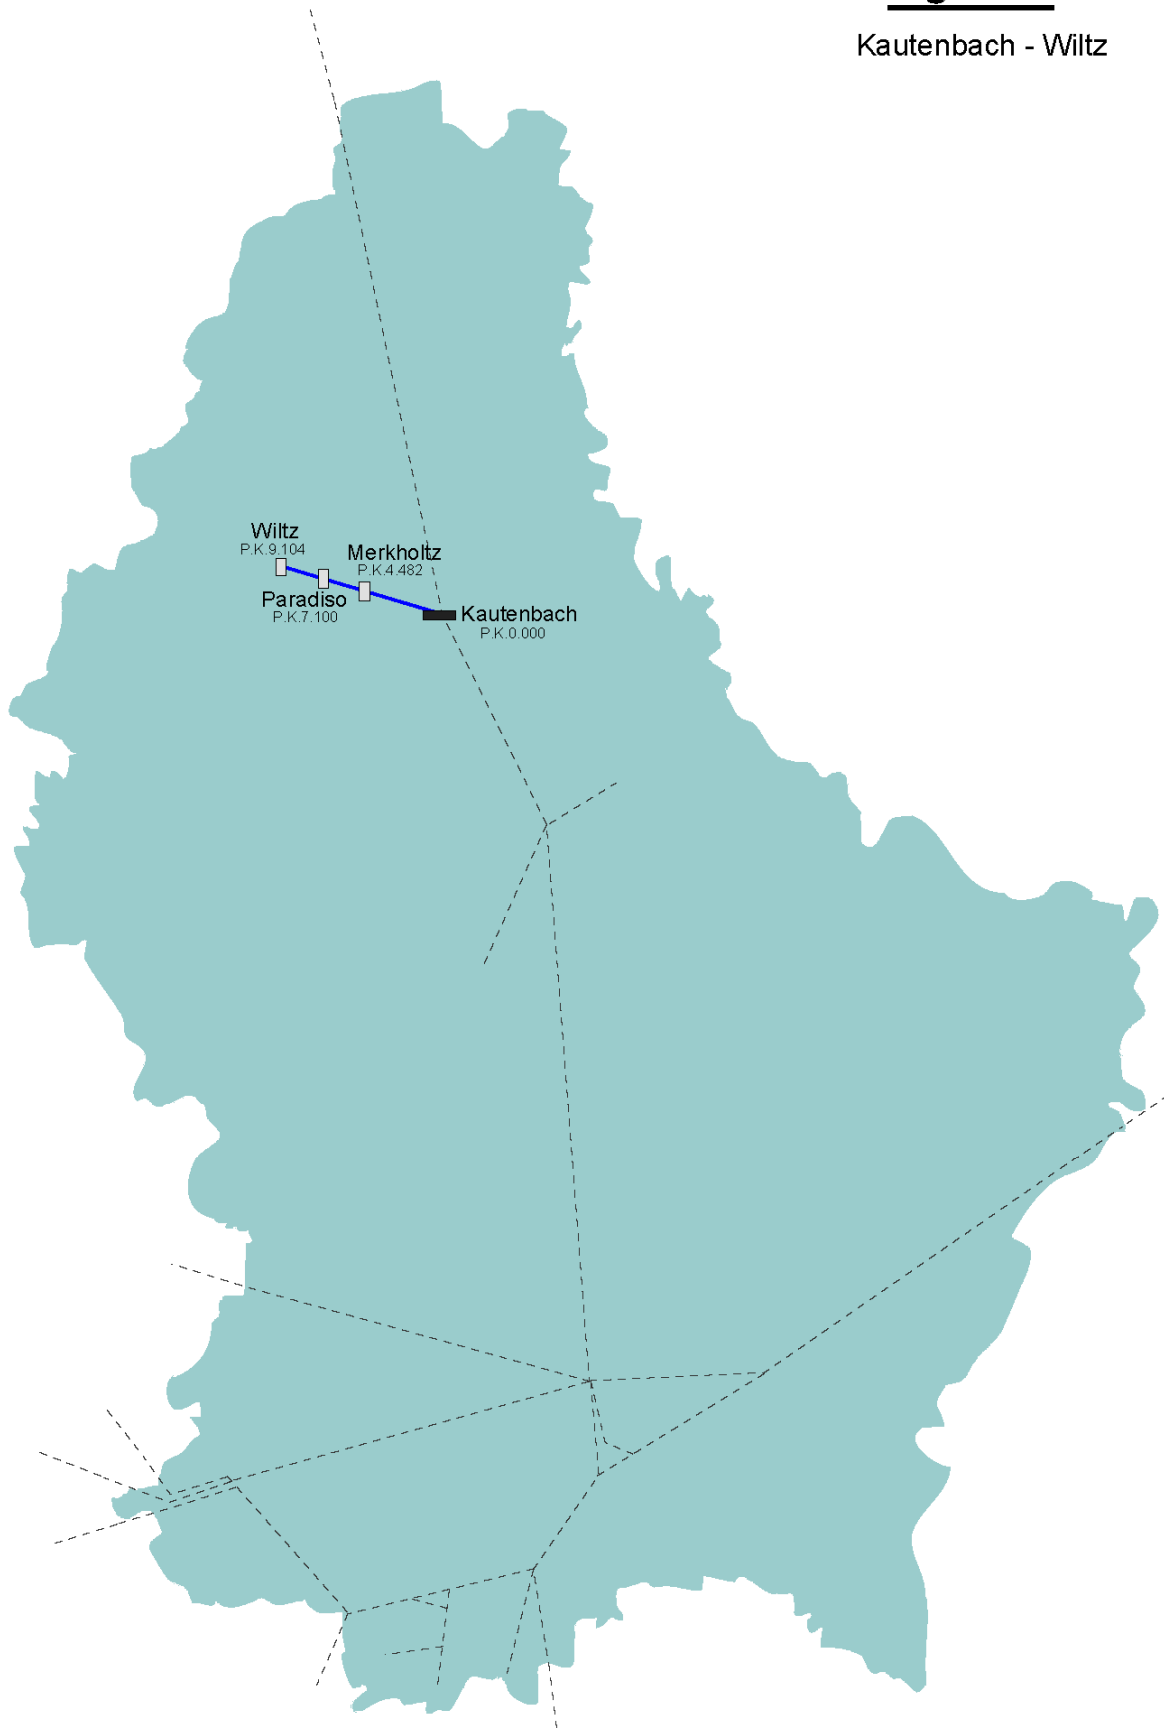 Kautenbach - Wiltz
Wiltz
P.K.9.104
Merkholtz
P.K.4.482
Paradiso
P.K.7.100
Kautenbach
P.K.0.000